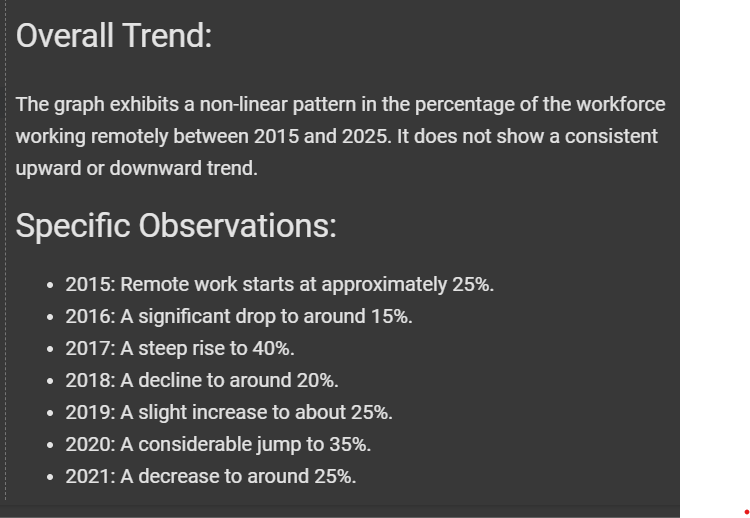 Overall Trend:
The graph exhibits a non-linear pattern in the percentage of the workforce
working remotely between 2015 and 2025. It does not show a consistent
upward or downward trend.
Specific Observations:
• 2015: Remote work starts at approximately 25%.
• 2016: A significant drop to around 15%.
• 2017: A steep rise to 40%.
• 2018: A decline to around 20%.
• 2019: A slight increase to about 25%.
• 2020: A considerable jump to 35%.
• 2021: A decrease to around 25%.